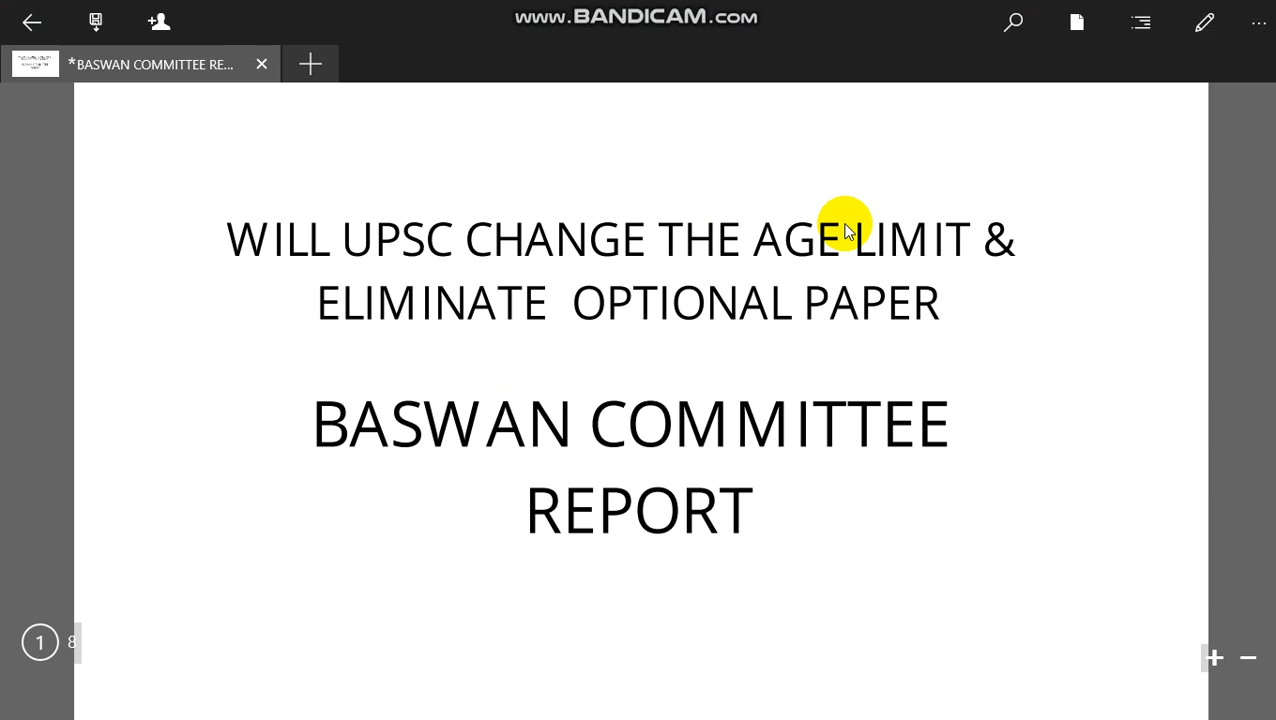 www.BANDICAM.com
*BASWAN COMMITTEE RE...
WILL UPSC CHANGE THE AGE LIMIT &
ELIMINATE OPTIONAL PAPER
BASWAN COMMITTEE
REPORT
1 8